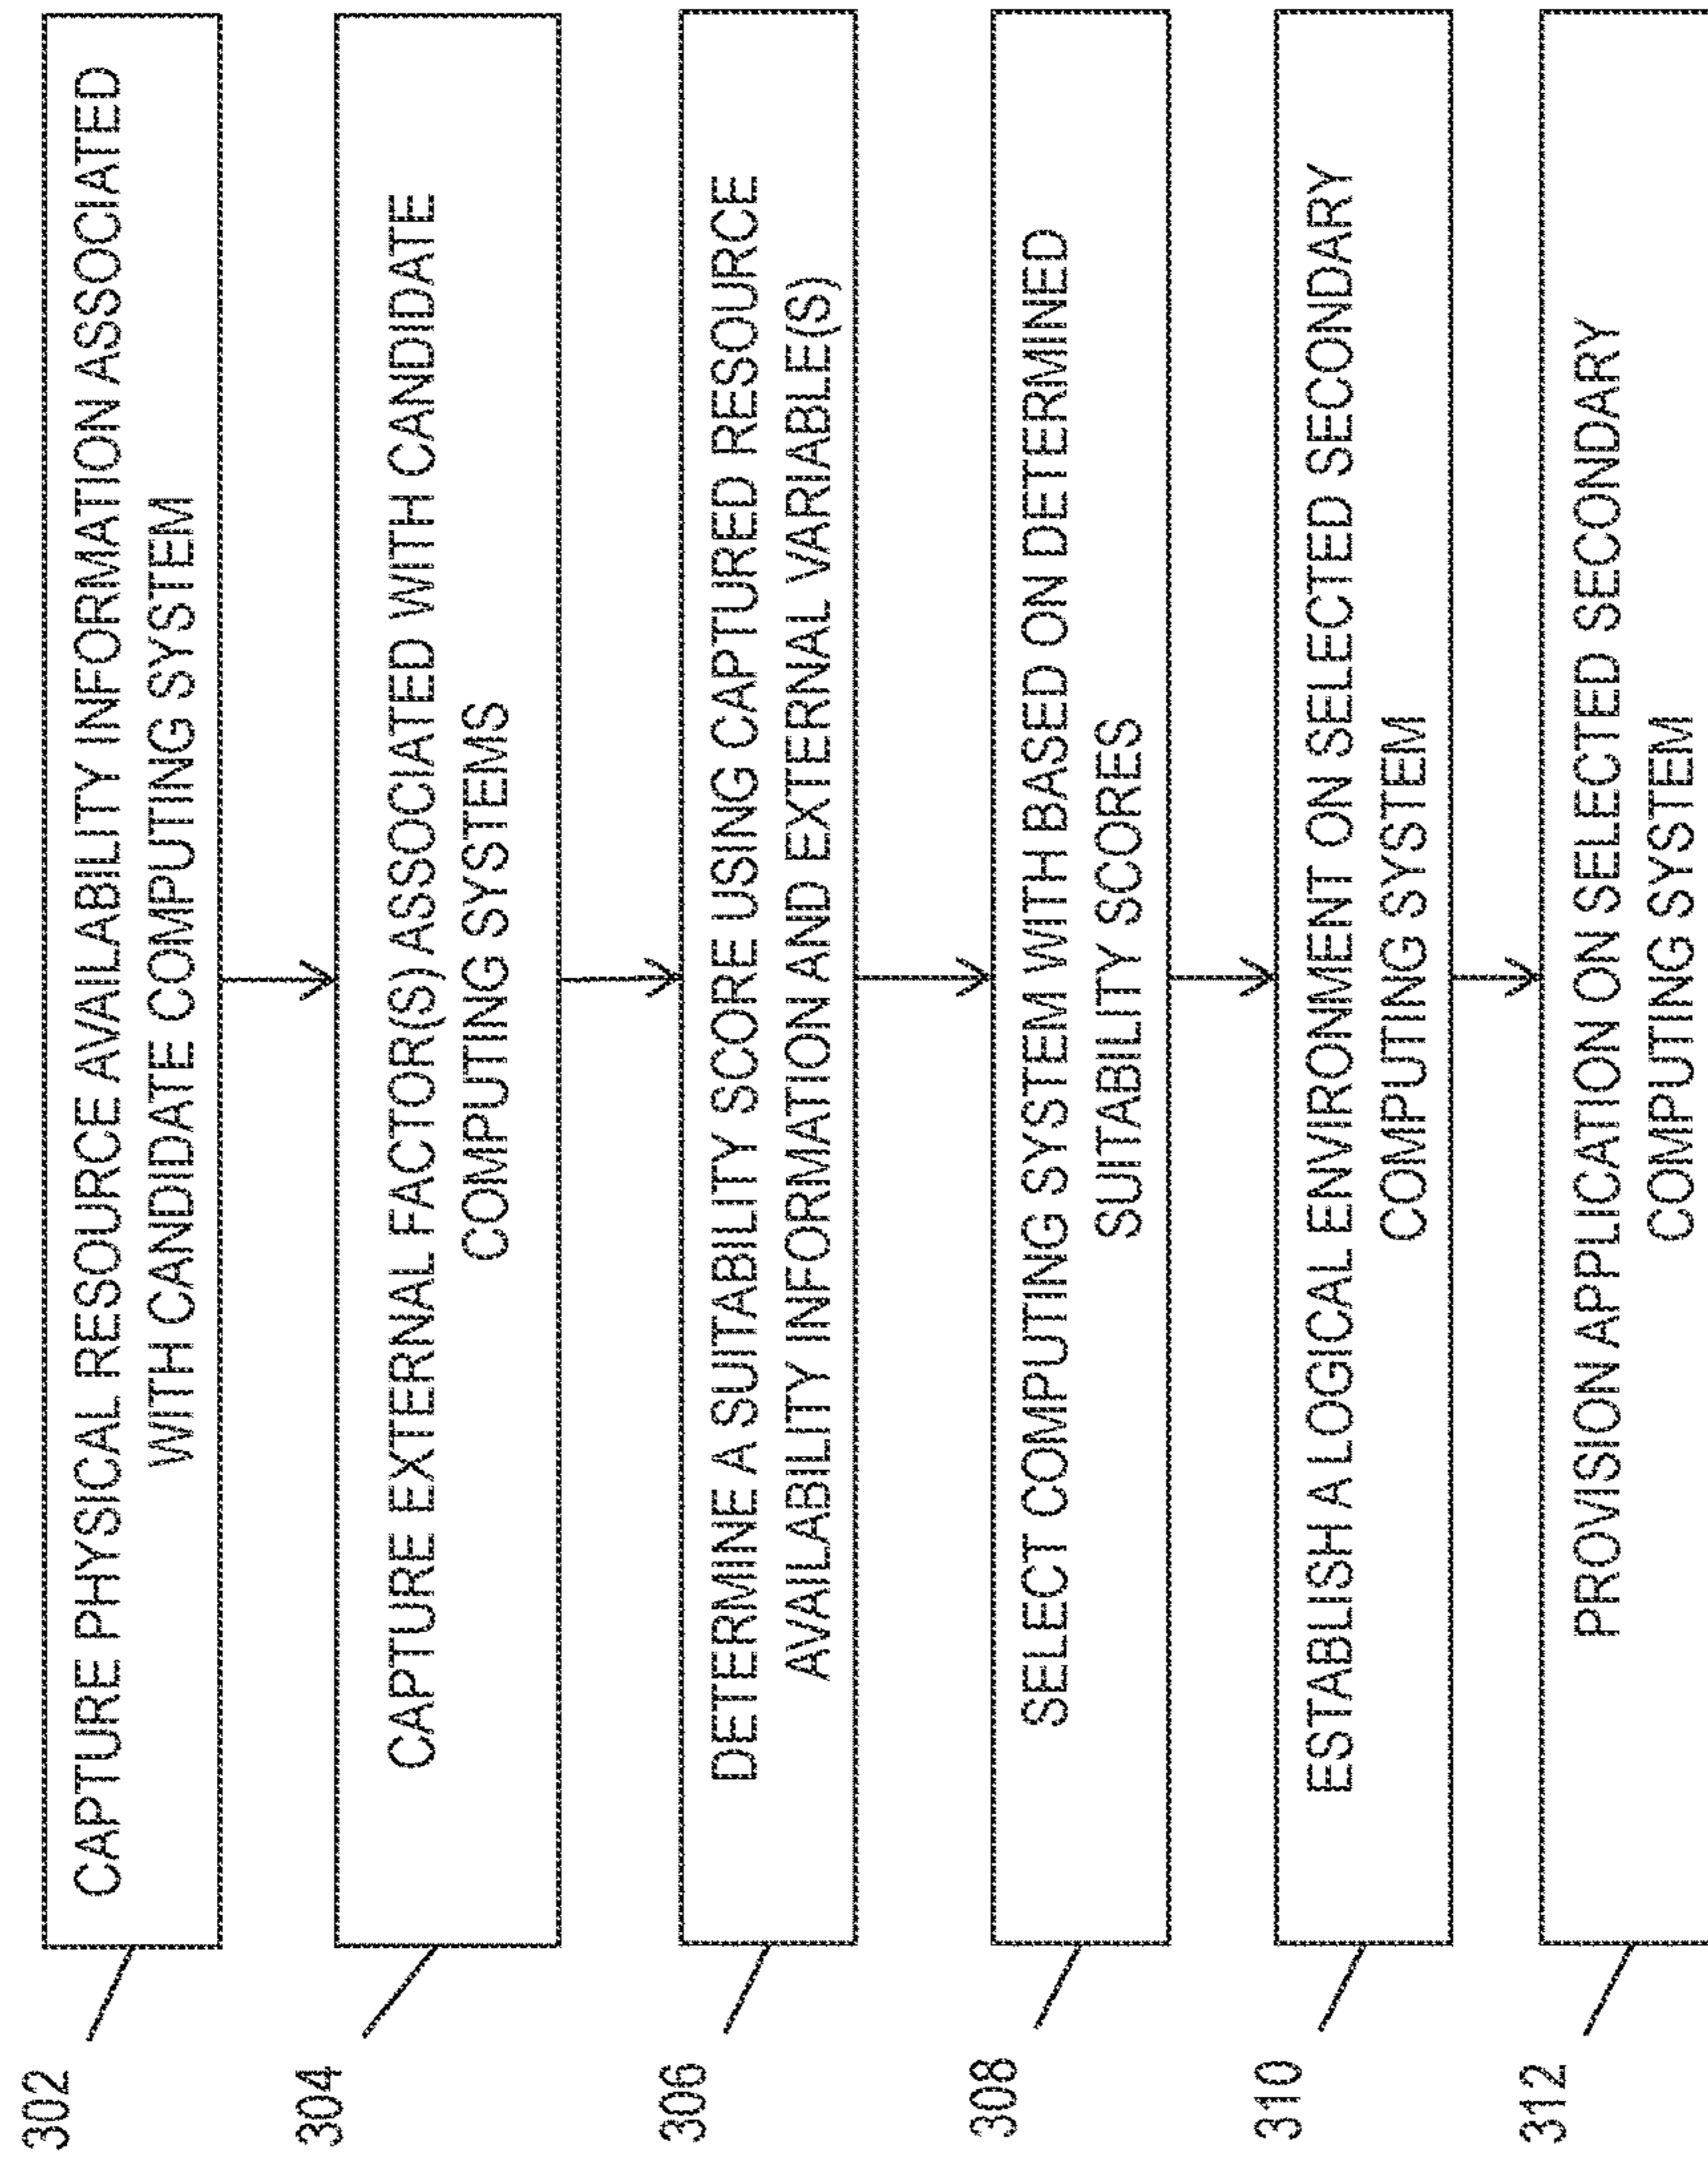 302
CAPTURE PHYSICAL RESOURCE AVAILABILITY INFORMATION ASSOCIATED
WITH CANDIDATE COMPUTING SYSTEM
304
CAPTURE EXTERNAL FACTOR(S) ASSOCIATED WITH CANDIDATE
COMPUTING SYSTEMS
306
DETERMINE A SUITABILITY SCORE USING CAPTURED RESOURCE
AVAILABILITY INFORMATION AND EXTERNAL VARIABLE(S)
308
SELECT COMPUTING SYSTEM WITH BASED ON DETERMINED
SUITABILITY SCORES
310
ESTABLISH A LOGICAL ENVIRONMENT ON SELECTED SECONDARY
COMPUTING SYSTEM
312
PROVISION APPLICATION ON SELECTED SECONDARY
COMPUTING SYSTEM